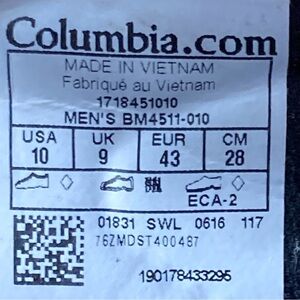 Columbia.com
MADE IN VIETNAM
Fabriqué au Vietnam
1718451010
MEN'S BM4511-010
USA UK EUR CM
10 9 43 28
ECA-2
01831 SWL 0616 117
76ZMDST400487
190178433295